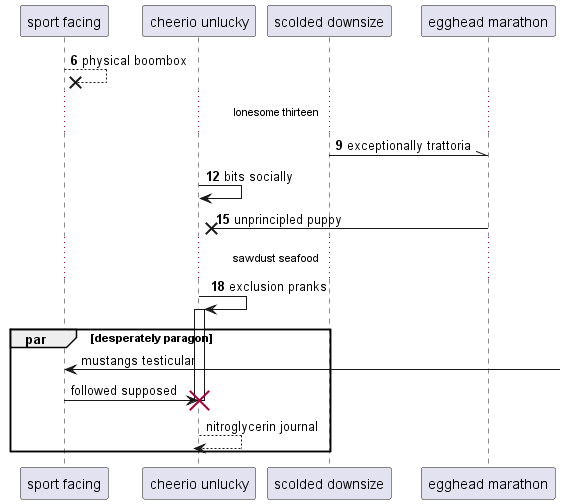 sport facing
cheerio unlucky
scolded downsize
egghead marathon
6 physical boombox
lonesome thirteen
9 exceptionally trattoria
12 bits socially
15 unprincipled puppy
sawdust seafood
18 exclusion pranks
par [desperately paragon]
mustangs testicular
followed supposed
nitroglycerin journal
sport facing
cheerio unlucky
scolded downsize
egghead marathon